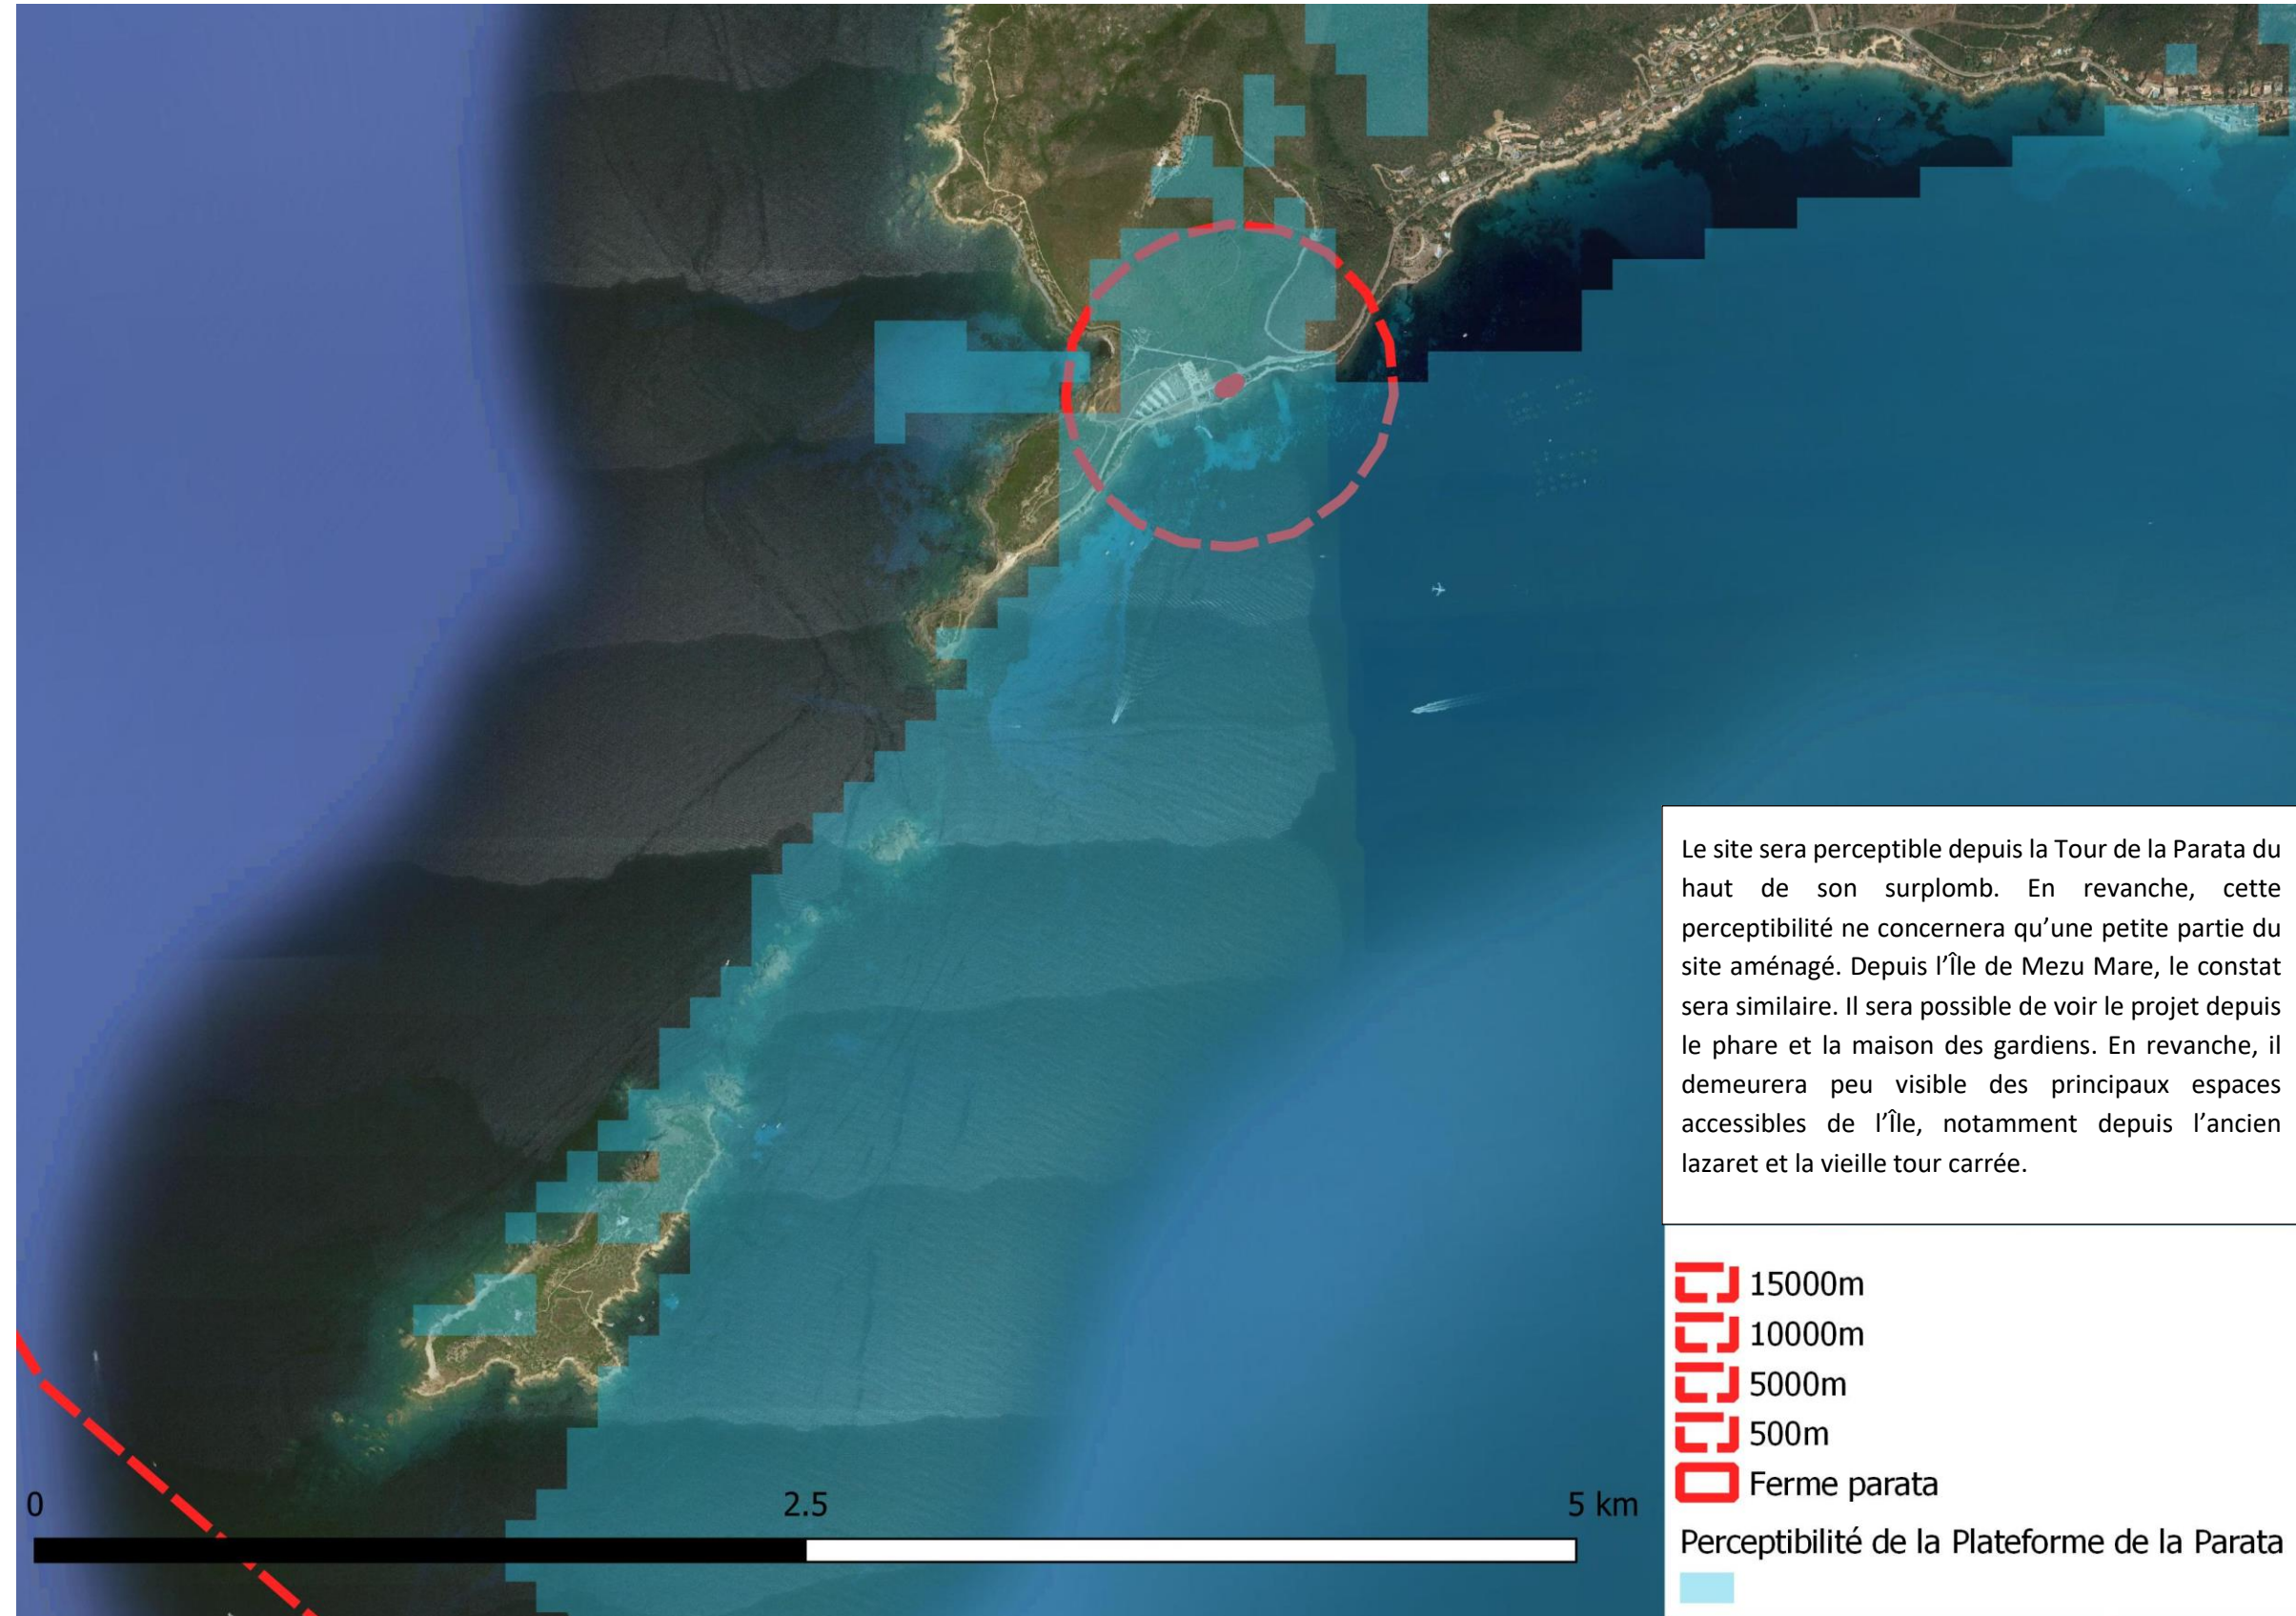 Le site sera perceptible depuis la Tour de la Parata du
haut de son surplomb. En revanche, cette
perceptibilité ne concernera qu’une petite partie du
site aménagé. Depuis l’Île de Mezu Mare, le constat
sera similaire. Il sera possible de voir le projet depuis
le phare et la maison des gardiens. En revanche, il
demeurera peu visible des principaux espaces
accessibles de l’Île, notamment depuis l’ancien
lazaret et la vieille tour carrée.
15000m
10000m
5000m
500m
Ferme parata
Perceptibilité de la Plateforme de la Parata
0 2.5 5 km